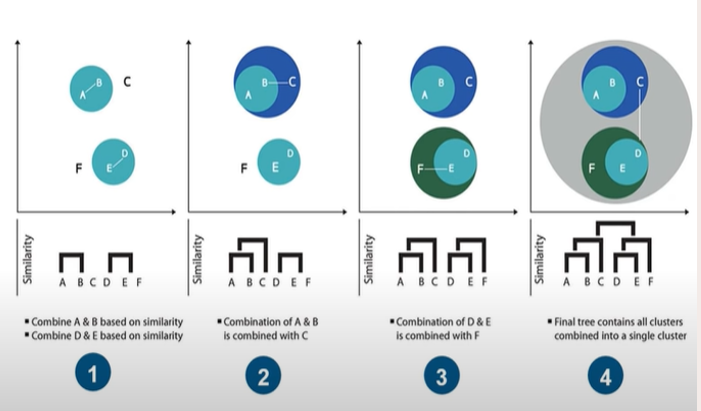 A B C
F E D
A B C
F E D
A B C
F E D
A B C
F E D
Similarity
A B C D E F
Similarity
A B C D E F
Similarity
A B C D E F
Similarity
A B C D E F
▪ Combine A & B based on similarity
▪ Combine D & E based on similarity
▪ Combination of A & B
is combined with C
▪ Combination of D & E
is combined with F
▪ Final tree contains all clusters
combined into a single cluster
1
2
3
4